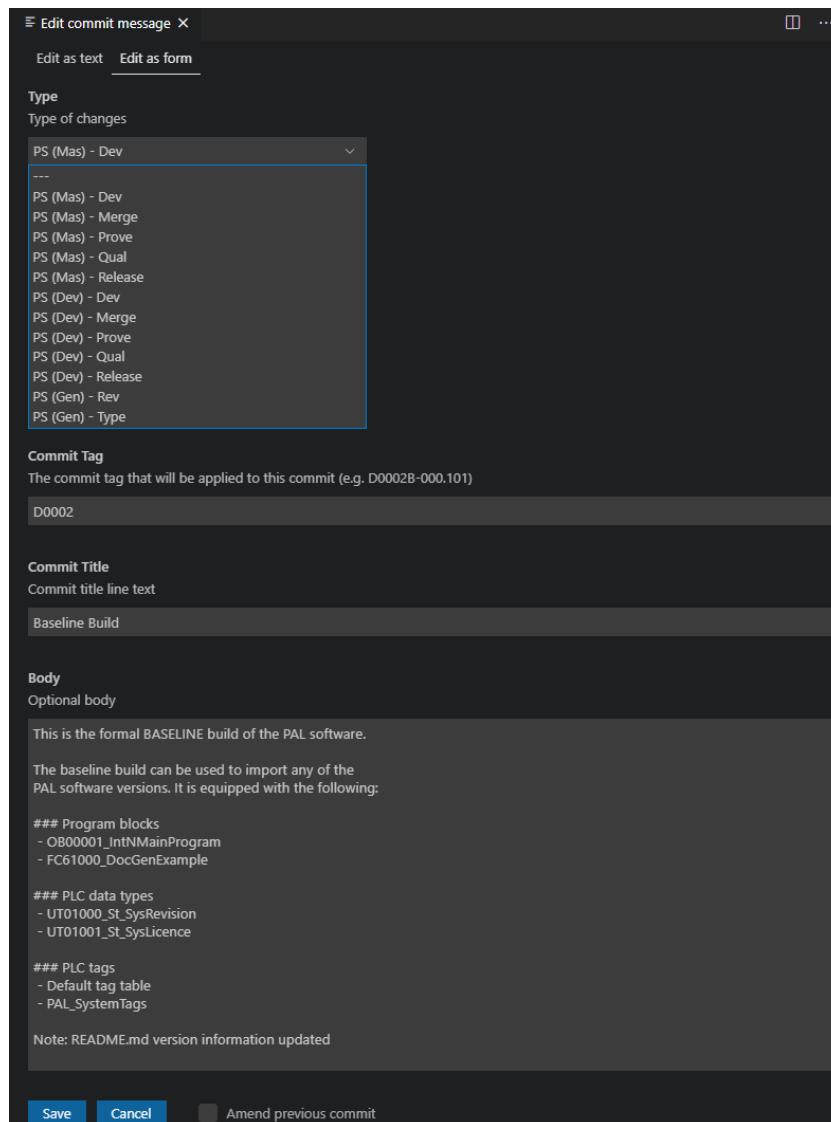 Edit commit message
Edit as text Edit as form
Type
Type of changes
PS (Mas) - Dev
---
PS (Mas) - Dev
PS (Mas) - Merge
PS (Mas) - Prove
PS (Mas) - Qual
PS (Mas) - Release
PS (Dev) - Dev
PS (Dev) - Merge
PS (Dev) - Prove
PS (Dev) - Qual
PS (Dev) - Release
PS (Gen) - Rev
PS (Gen) - Type
Commit Tag
The commit tag that will be applied to this commit (e.g. D0002B-000.101)
D0002
Commit Title
Commit title line text
Baseline Build
Body
Optional body
This is the formal BASELINE build of the PAL software.
The baseline build can be used to import any of the
PAL software versions. It is equipped with the following:
### Program blocks
- OB00001_IntNMainProgram
- FC61000_DocGenExample
### PLC data types
- UT01000_St_SysRevision
- UT01001_St_SysLicence
### PLC tags
- Default tag table
- PAL_SystemTags
Note: README.md version information updated
Save Cancel Amend previous commit